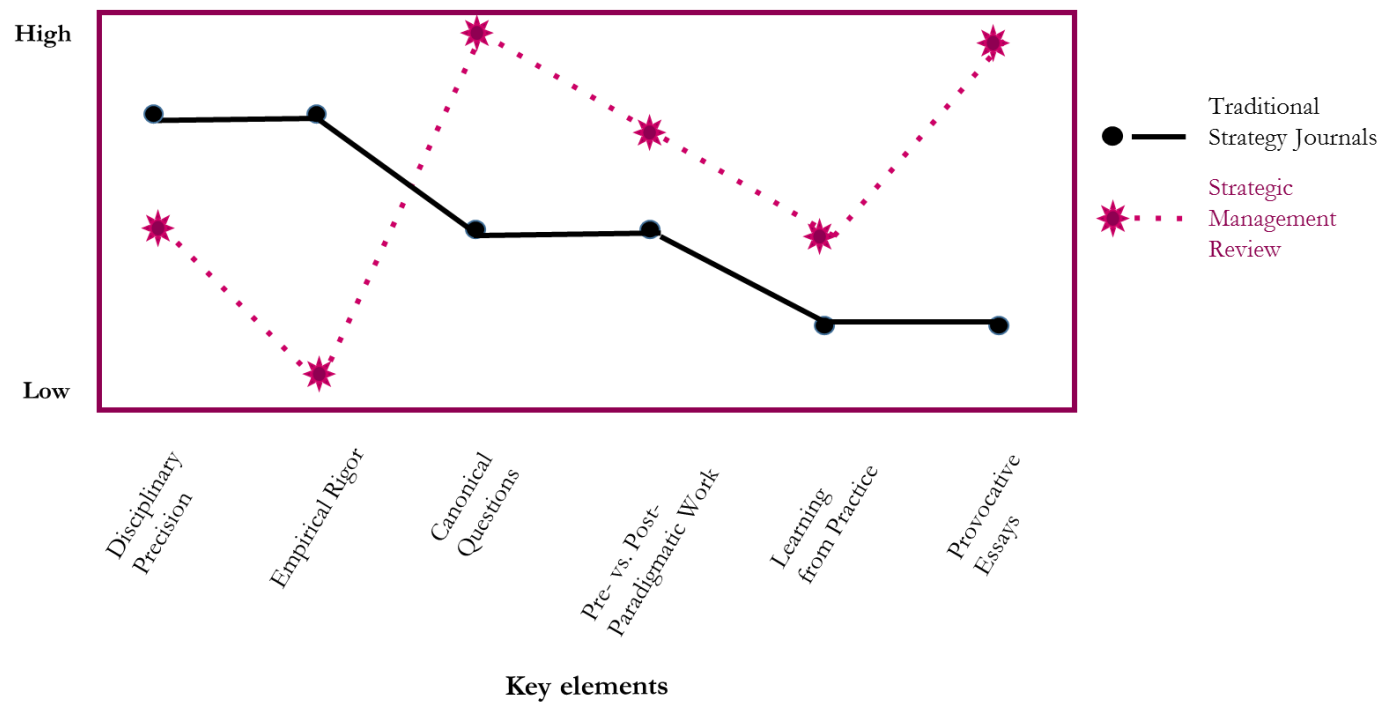 High
Low
Traditional
Strategy Journals
Strategic
Management
Review
Disciplinary
Precision
Empirical Rigor
Canonical
Questions
Pre- vs. Post-
Paradigmatic Work
Learning
from Practice
Provocative
Essays
Key elements